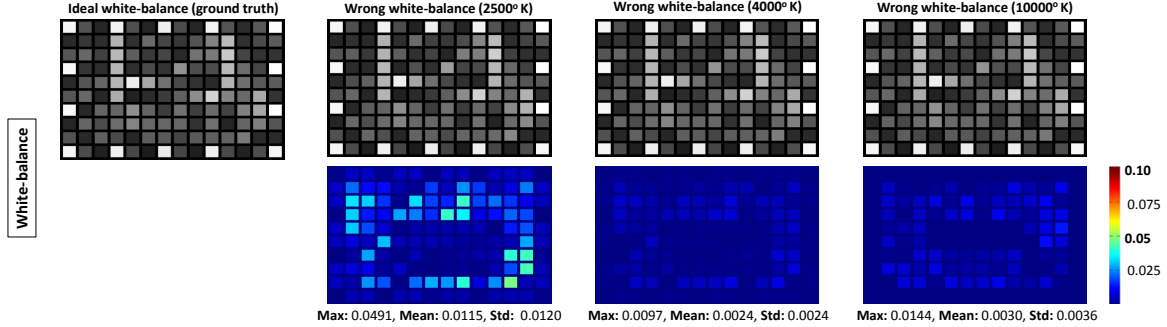 Ideal white-balance (ground truth)
Wrong white-balance (2500° K)
Wrong white-balance (4000° K)
Wrong white-balance (10000° K)
White-balance
0.10
0.075
0.05
0.025
Max: 0.0491, Mean: 0.0115, Std: 0.0120
Max: 0.0097, Mean: 0.0024, Std: 0.0024
Max: 0.0144, Mean: 0.0030, Std: 0.0036